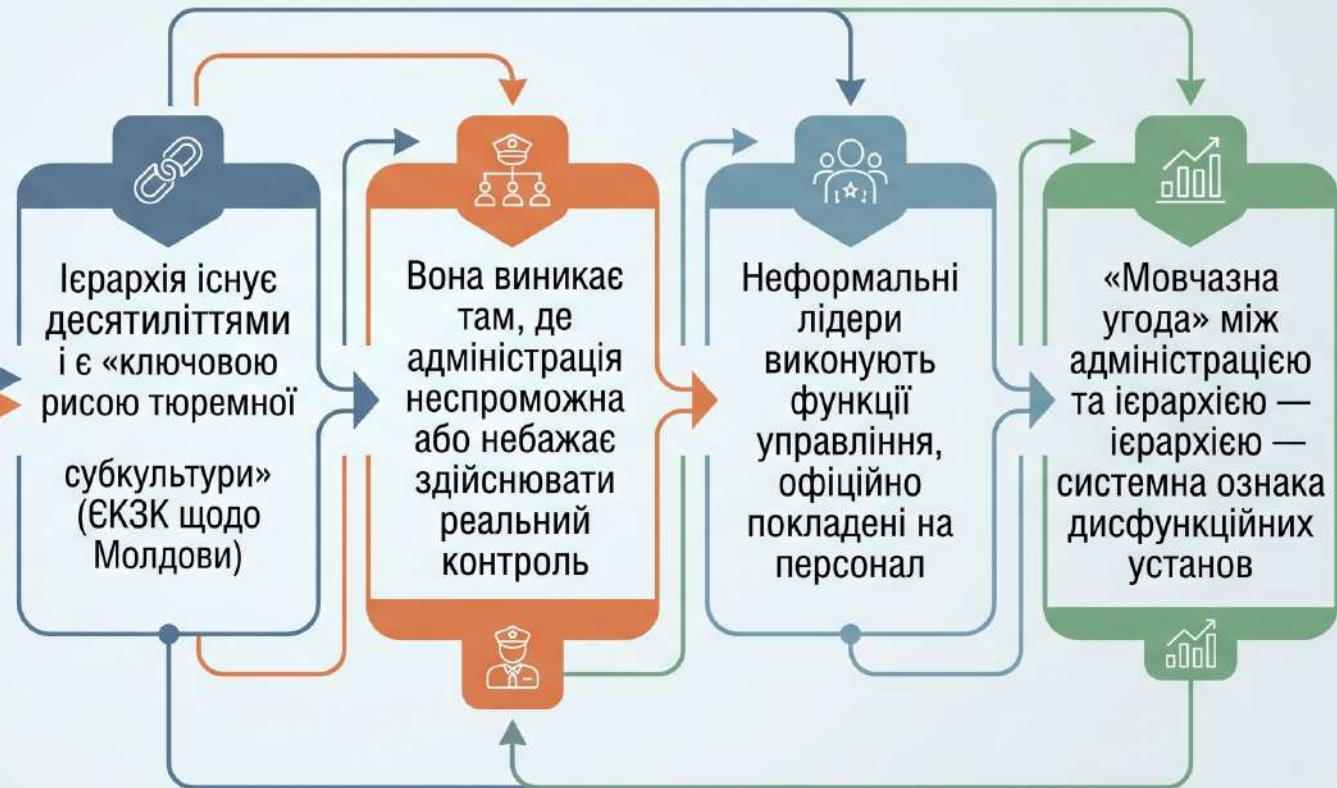 Ієрархія існує
десятиліттями
і є «ключовою
рисою тюремної
субкультури»
(ЄКЗК щодо
Молдови)
Вона виникає
там, де
адміністрація
неспроможна
або небажає
здійснювати
реальний
контроль
Неформальні
лідери
виконують
функції
управління,
офіційно
покладені на
персонал
«Мовчазна
угода» між
адміністрацією
та ієрархією —
ієрархією —
системна ознака
дисфункційних
установ